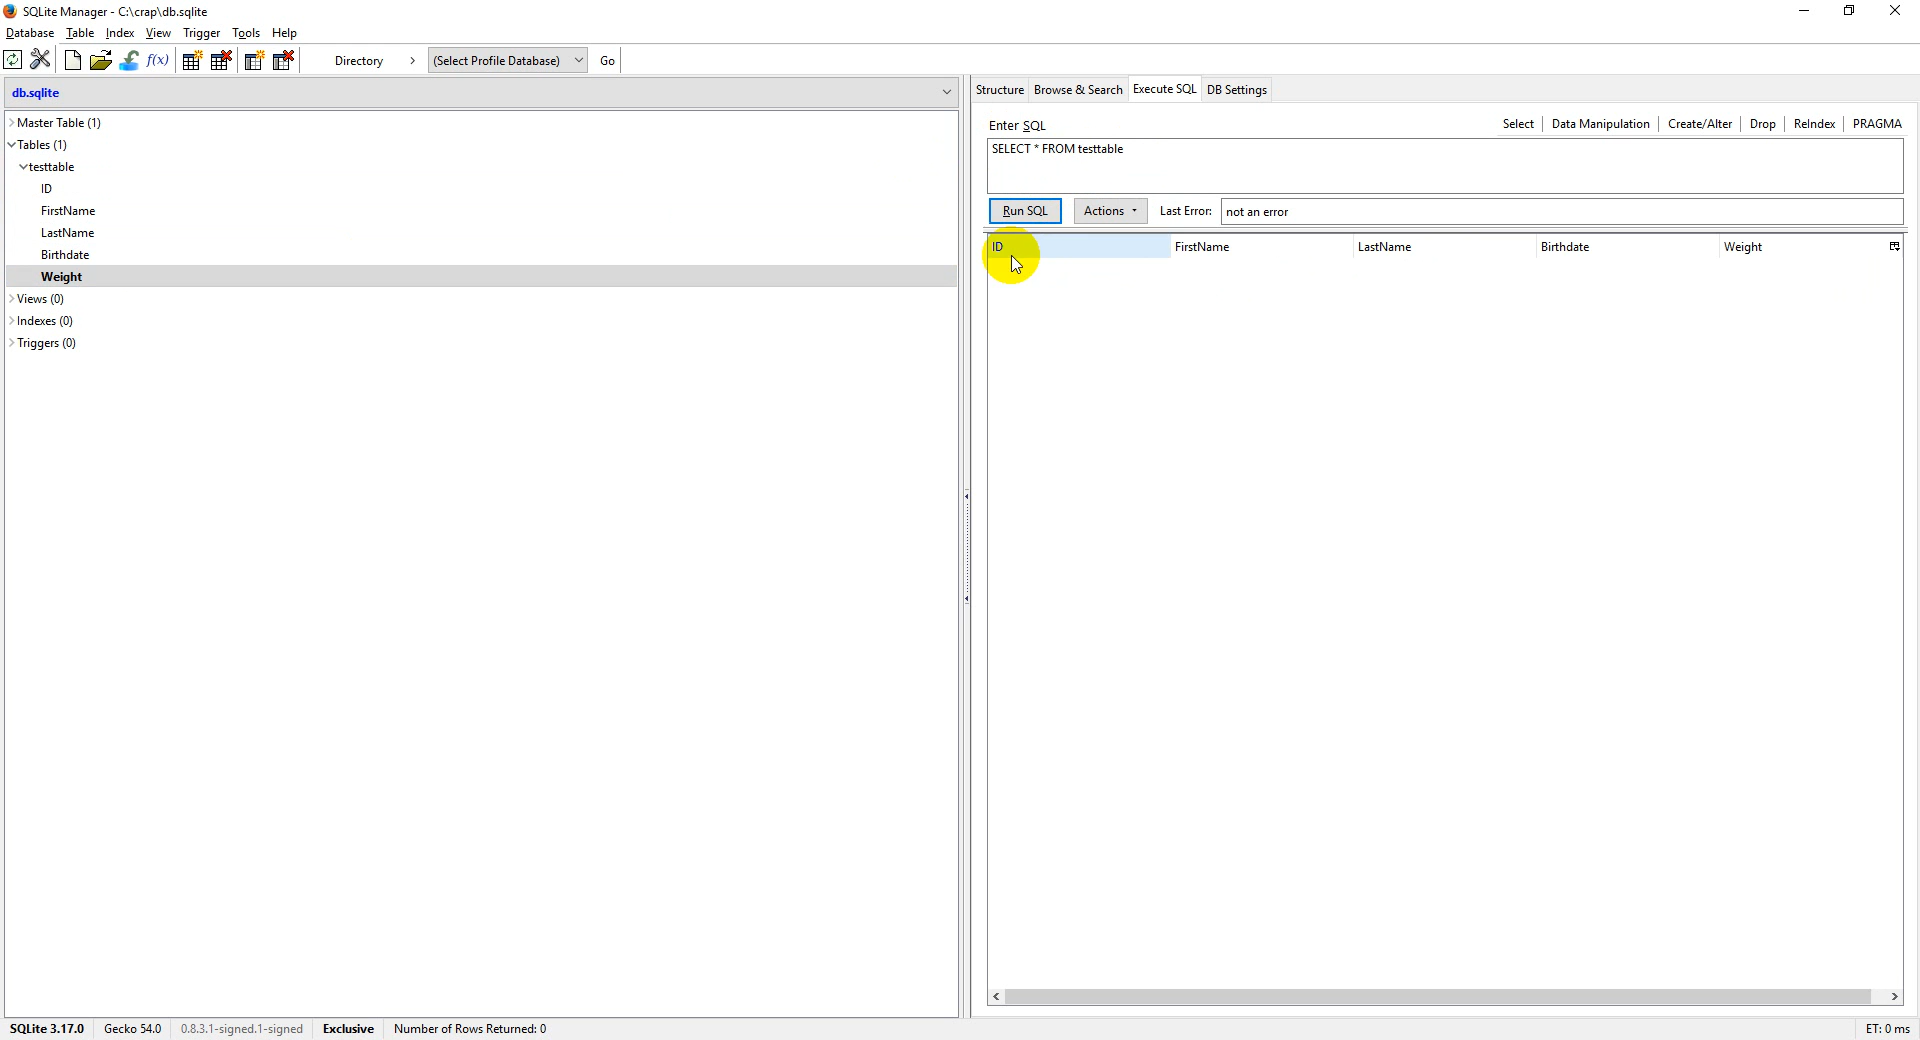 SQLite Manager - C:\crap\db.sqlite
Database Table Index View Trigger Tools Help
f(x) Directory (Select Profile Database) Go
db.sqlite
Master Table (1)
Tables (1)
testtable
ID
FirstName
LastName
Birthdate
Weight
Views (0)
Indexes (0)
Triggers (0)
Structure Browse & Search Execute SQL DB Settings
Enter SQL Select Data Manipulation Create/Alter Drop ReIndex PRAGMA
SELECT * FROM testtable
Run SQL Actions Last Error: not an error
ID FirstName LastName Birthdate Weight
SQLite 3.17.0 Gecko 54.0 0.8.3.1-signed.1-signed Exclusive Number of Rows Returned: 0 ET: 0 ms